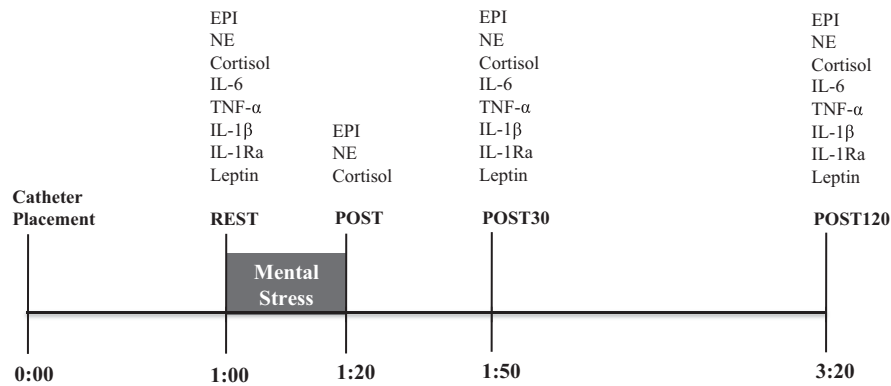 EPI
NE
Cortisol
IL-6
TNF-α
IL-1β
IL-1Ra
Leptin
EPI
NE
Cortisol
EPI
NE
Cortisol
IL-6
TNF-α
IL-1β
IL-1Ra
Leptin
EPI
NE
Cortisol
IL-6
TNF-α
IL-1β
IL-1Ra
Leptin
Catheter
Placement
REST
POST
POST30
POST120
Mental
Stress
0:00
1:00
1:20
1:50
3:20